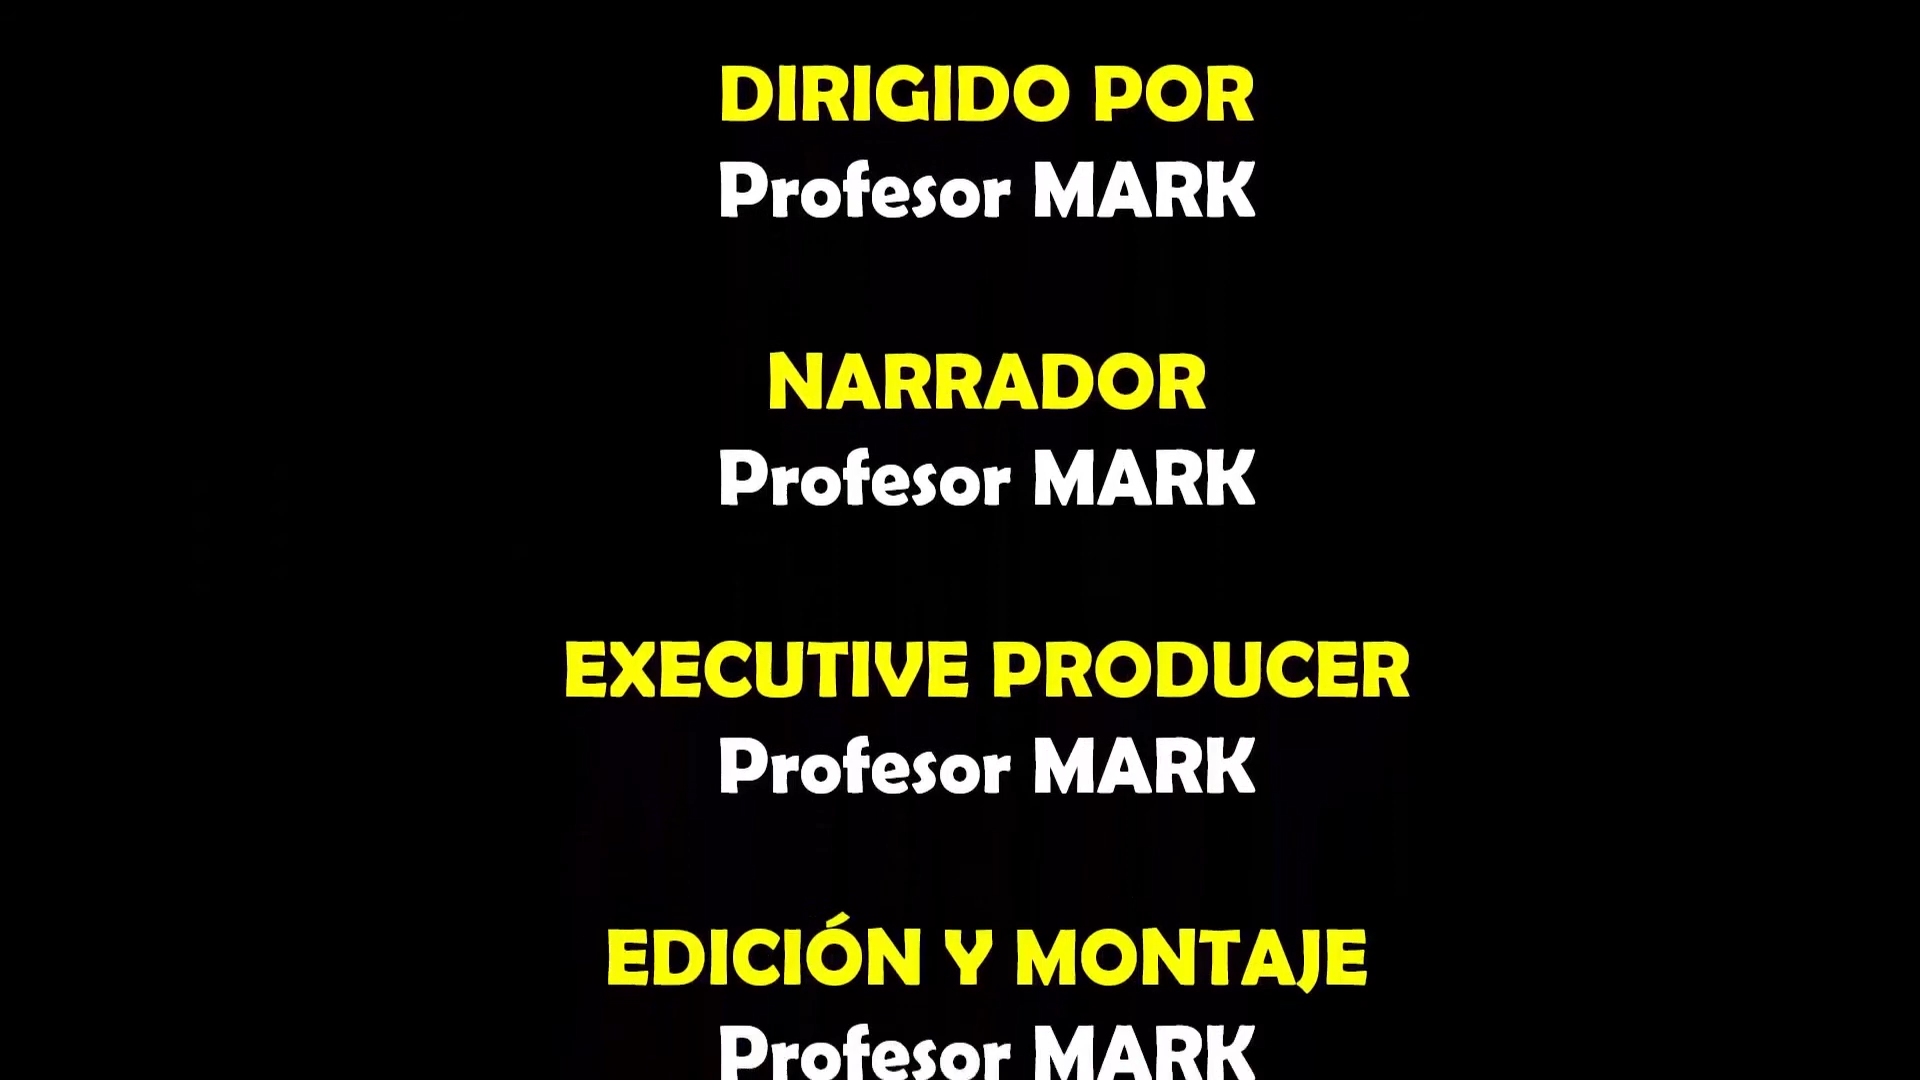 DIRIGIDO POR
Profesor MARK
NARRADOR
Profesor MARK
EXECUTIVE PRODUCER
Profesor MARK
EDICIÓN Y MONTAJE
Profesor MARK